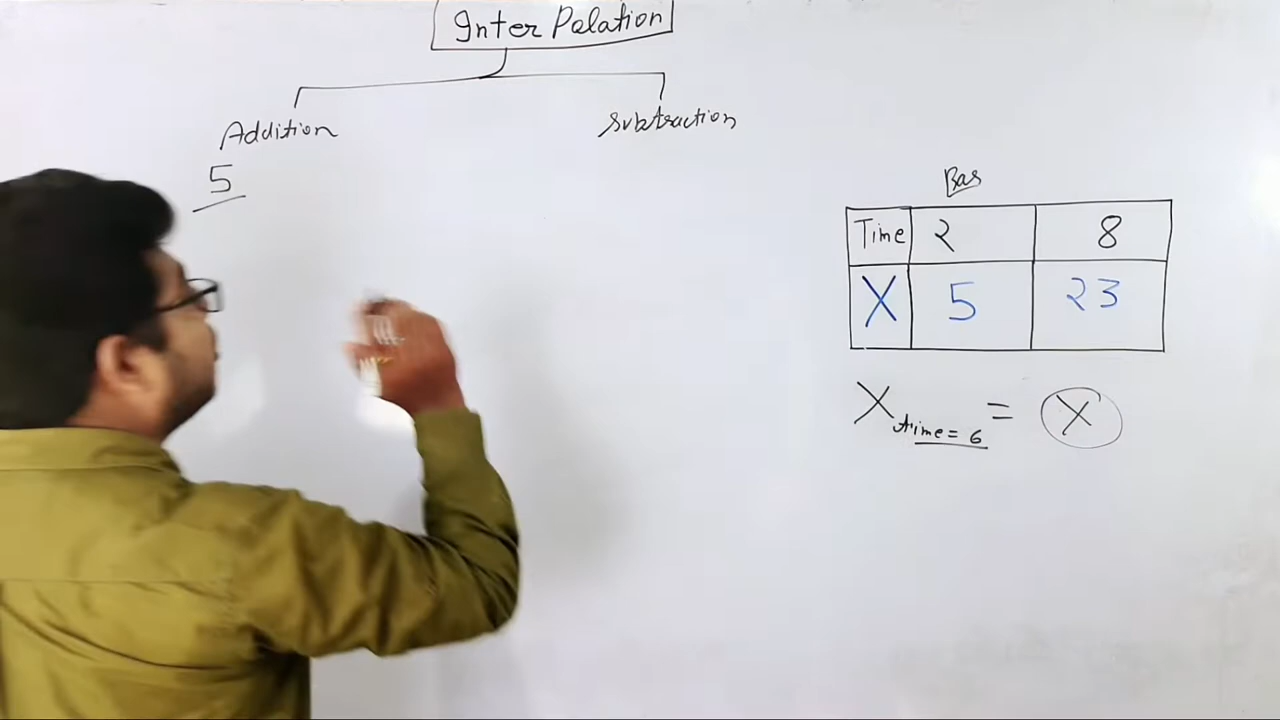 Inter Polation
Addition
Subtraction
5
Bas
Time 2 8
X 5 23
X time = 6 = X